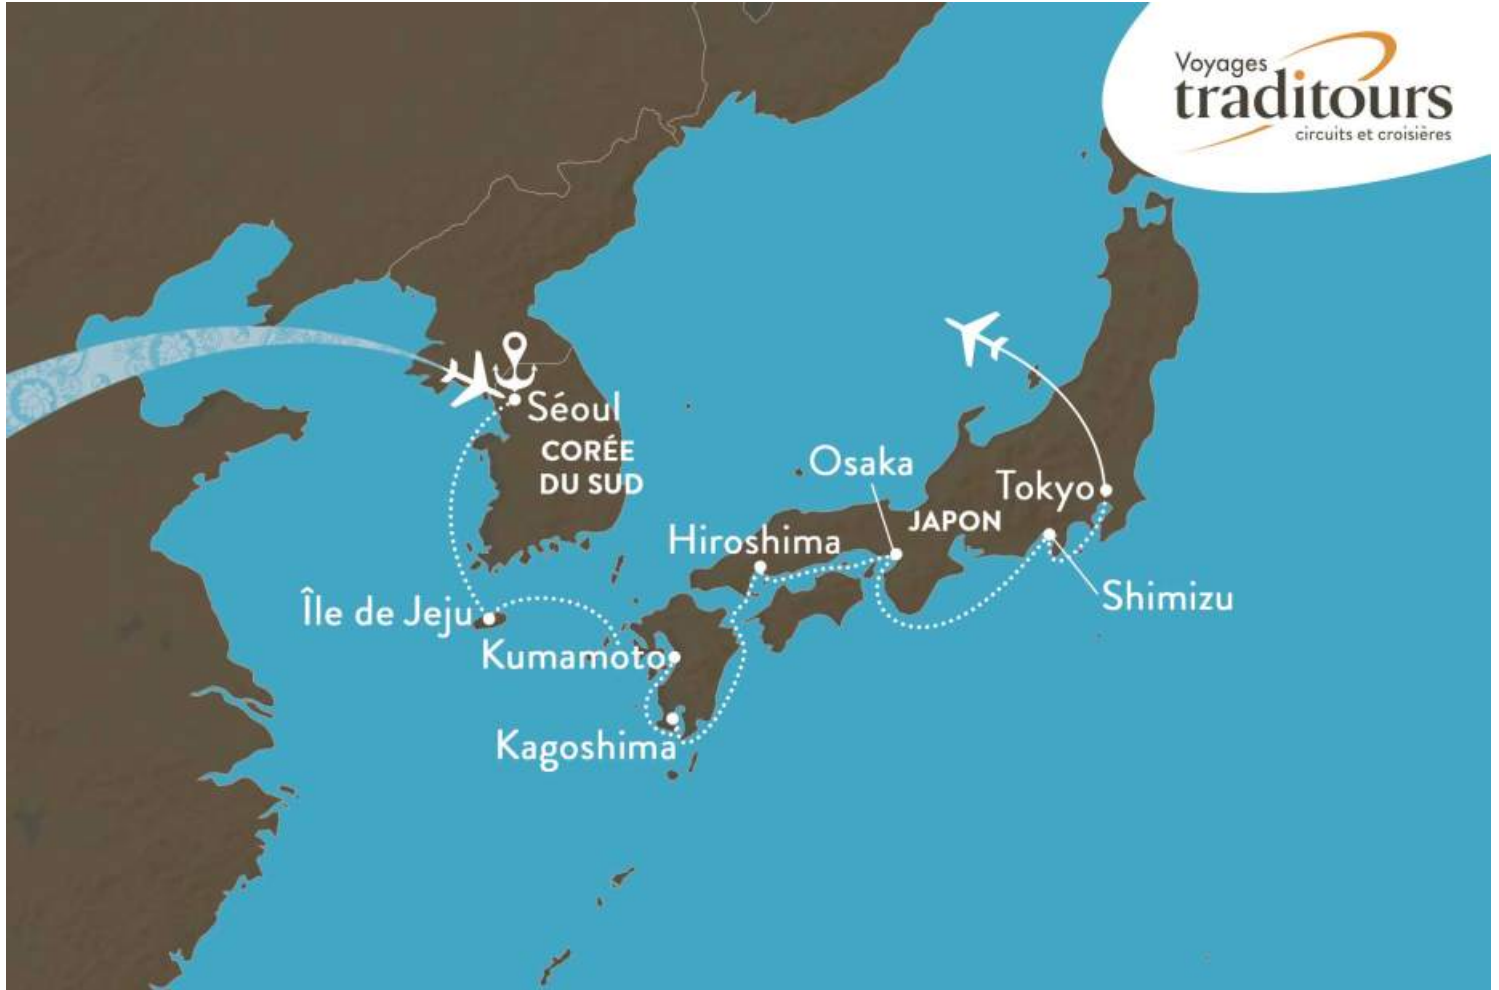 Voyages
traditours
circuits et croisières
Séoul
CORÉE
DU SUD
Osaka
Tokyo
JAPON
Hiroshima
Shimizu
Île de Jeju
Kumamoto
Kagoshima